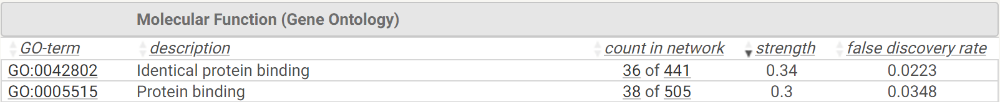 Molecular Function (Gene Ontology)
GO-term description count in network strength false discovery rate
GO:0042802 Identical protein binding 36 of 441 0.34 0.0223
GO:0005515 Protein binding 38 of 505 0.3 0.0348